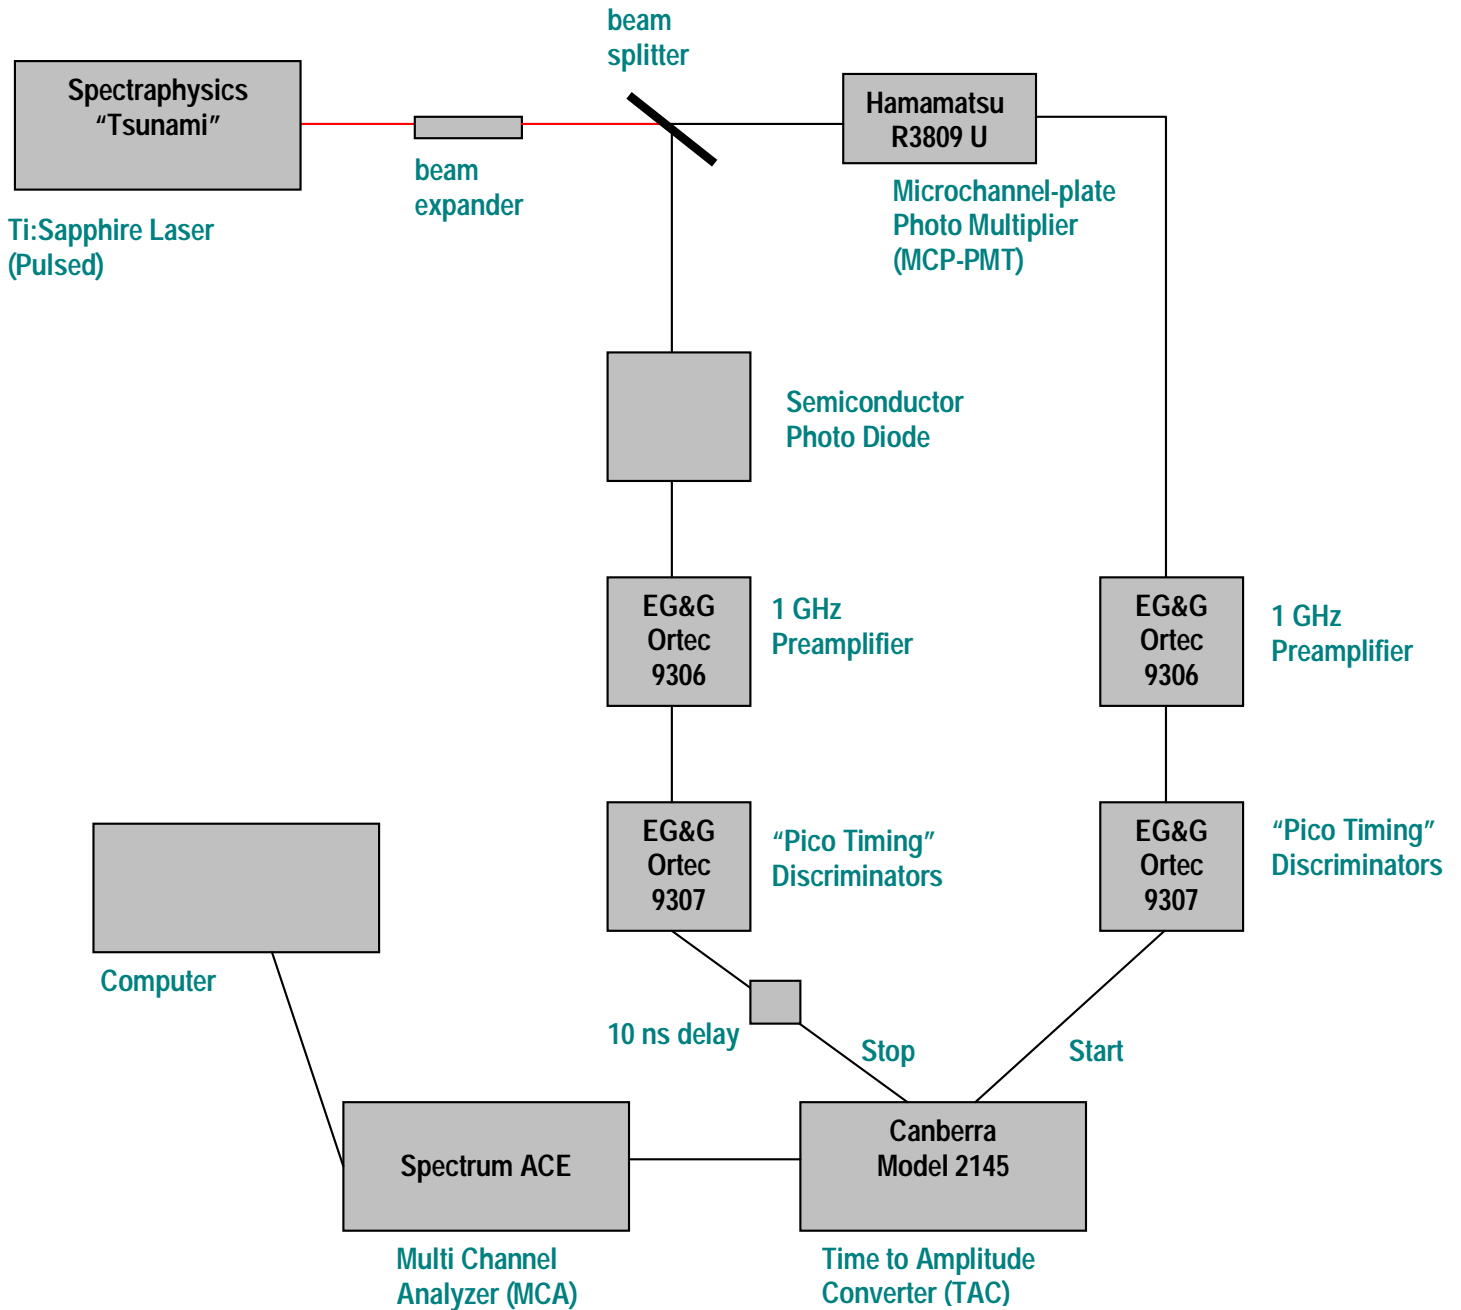 beam
splitter
Spectraphysics
“Tsunami”
Hamamatsu
R3809 U
beam
expander
Microchannel-plate
Photo Multiplier
(MCP-PMT)
Ti:Sapphire Laser
(Pulsed)
Semiconductor
Photo Diode
EG&G
Ortec
9306
1 GHz
Preamplifier
EG&G
Ortec
9306
1 GHz
Preamplifier
EG&G
Ortec
9307
“Pico Timing”
Discriminators
EG&G
Ortec
9307
“Pico Timing”
Discriminators
Computer
10 ns delay
Stop
Start
Spectrum ACE
Canberra
Model 2145
Multi Channel
Analyzer (MCA)
Time to Amplitude
Converter (TAC)